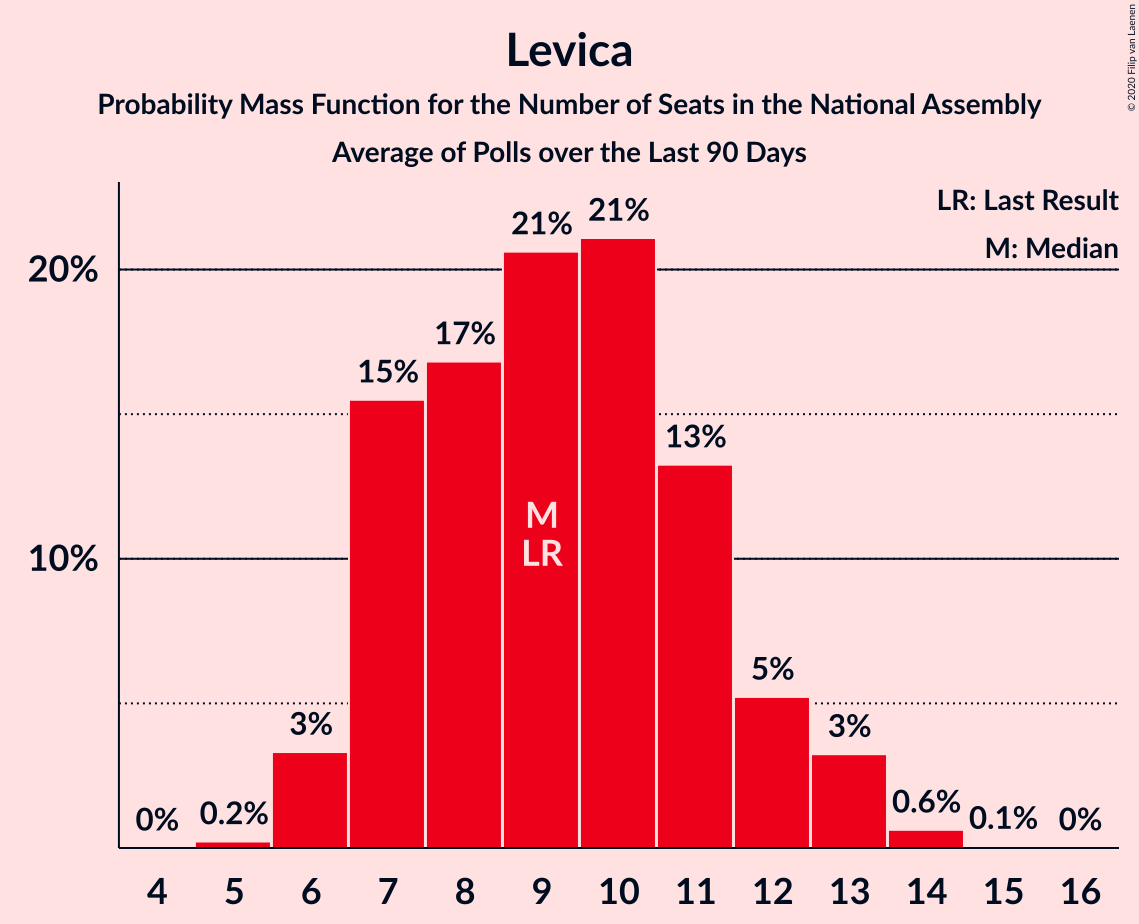 Levica
Probability Mass Function for the Number of Seats in the National Assembly
Average of Polls over the Last 90 Days
© 2020 Filip van Laenen
LR: Last Result
M: Median
20%
10%
0%
0.2%
3%
15%
17%
21%
21%
13%
5%
3%
0.6%
0.1%
0%
M
LR
4 5 6 7 8 9 10 11 12 13 14 15 16